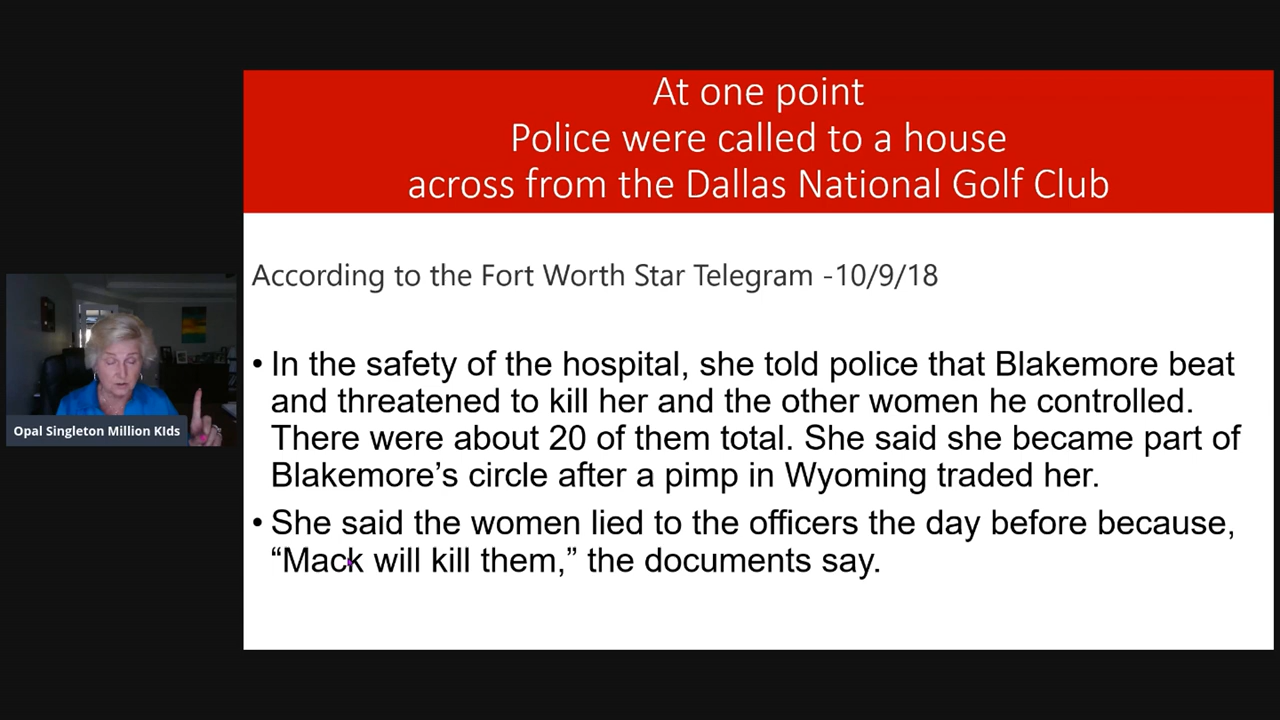 At one point
Police were called to a house
across from the Dallas National Golf Club
According to the Fort Worth Star Telegram -10/9/18
• In the safety of the hospital, she told police that Blakemore beat
and threatened to kill her and the other women he controlled.
There were about 20 of them total. She said she became part of
Blakemore’s circle after a pimp in Wyoming traded her.
• She said the women lied to the officers the day before because,
“Mack will kill them,” the documents say.
Opal Singleton Million KIds